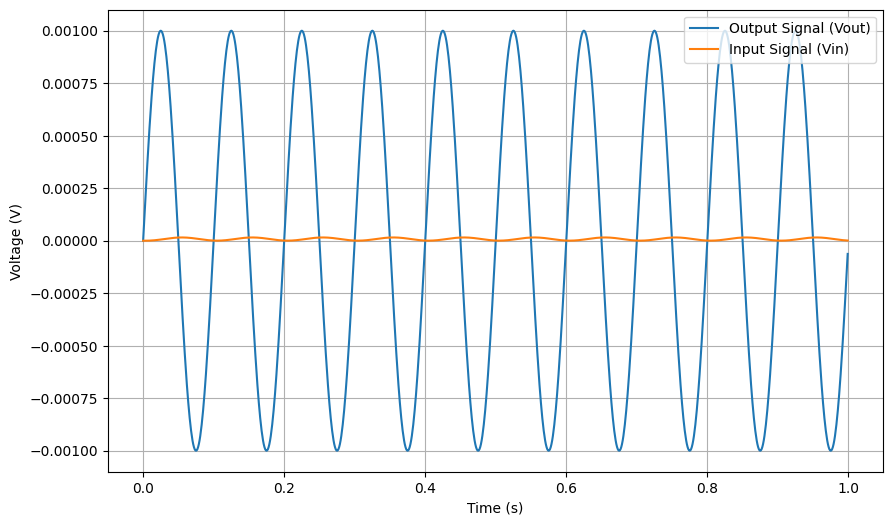 Output Signal (Vout)
Input Signal (Vin)
0.00100
0.00075
0.00050
0.00025
0.00000
−0.00025
−0.00050
−0.00075
−0.00100
Voltage (V)
0.0 0.2 0.4 0.6 0.8 1.0
Time (s)